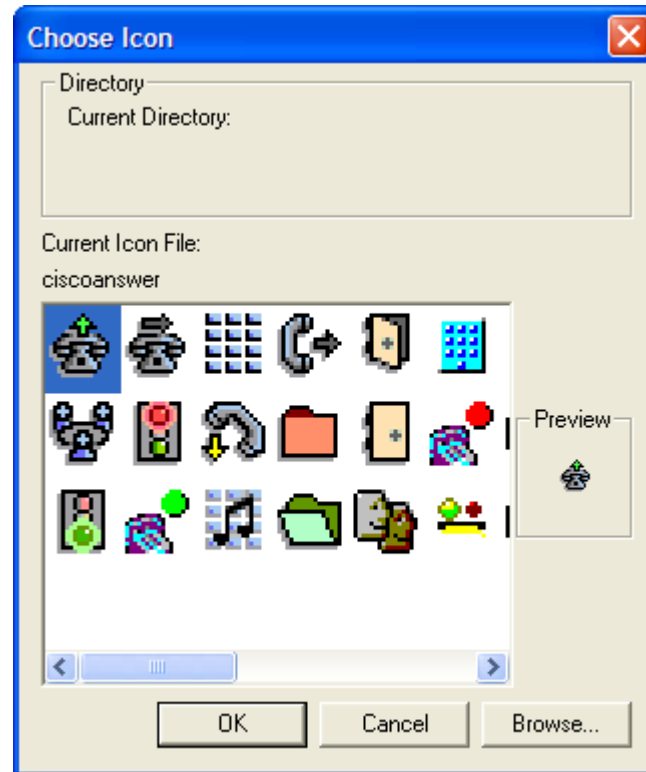 Choose Icon
Directory
Current Directory:
Current Icon File:
ciscoanswer
Preview
OK Cancel Browse...